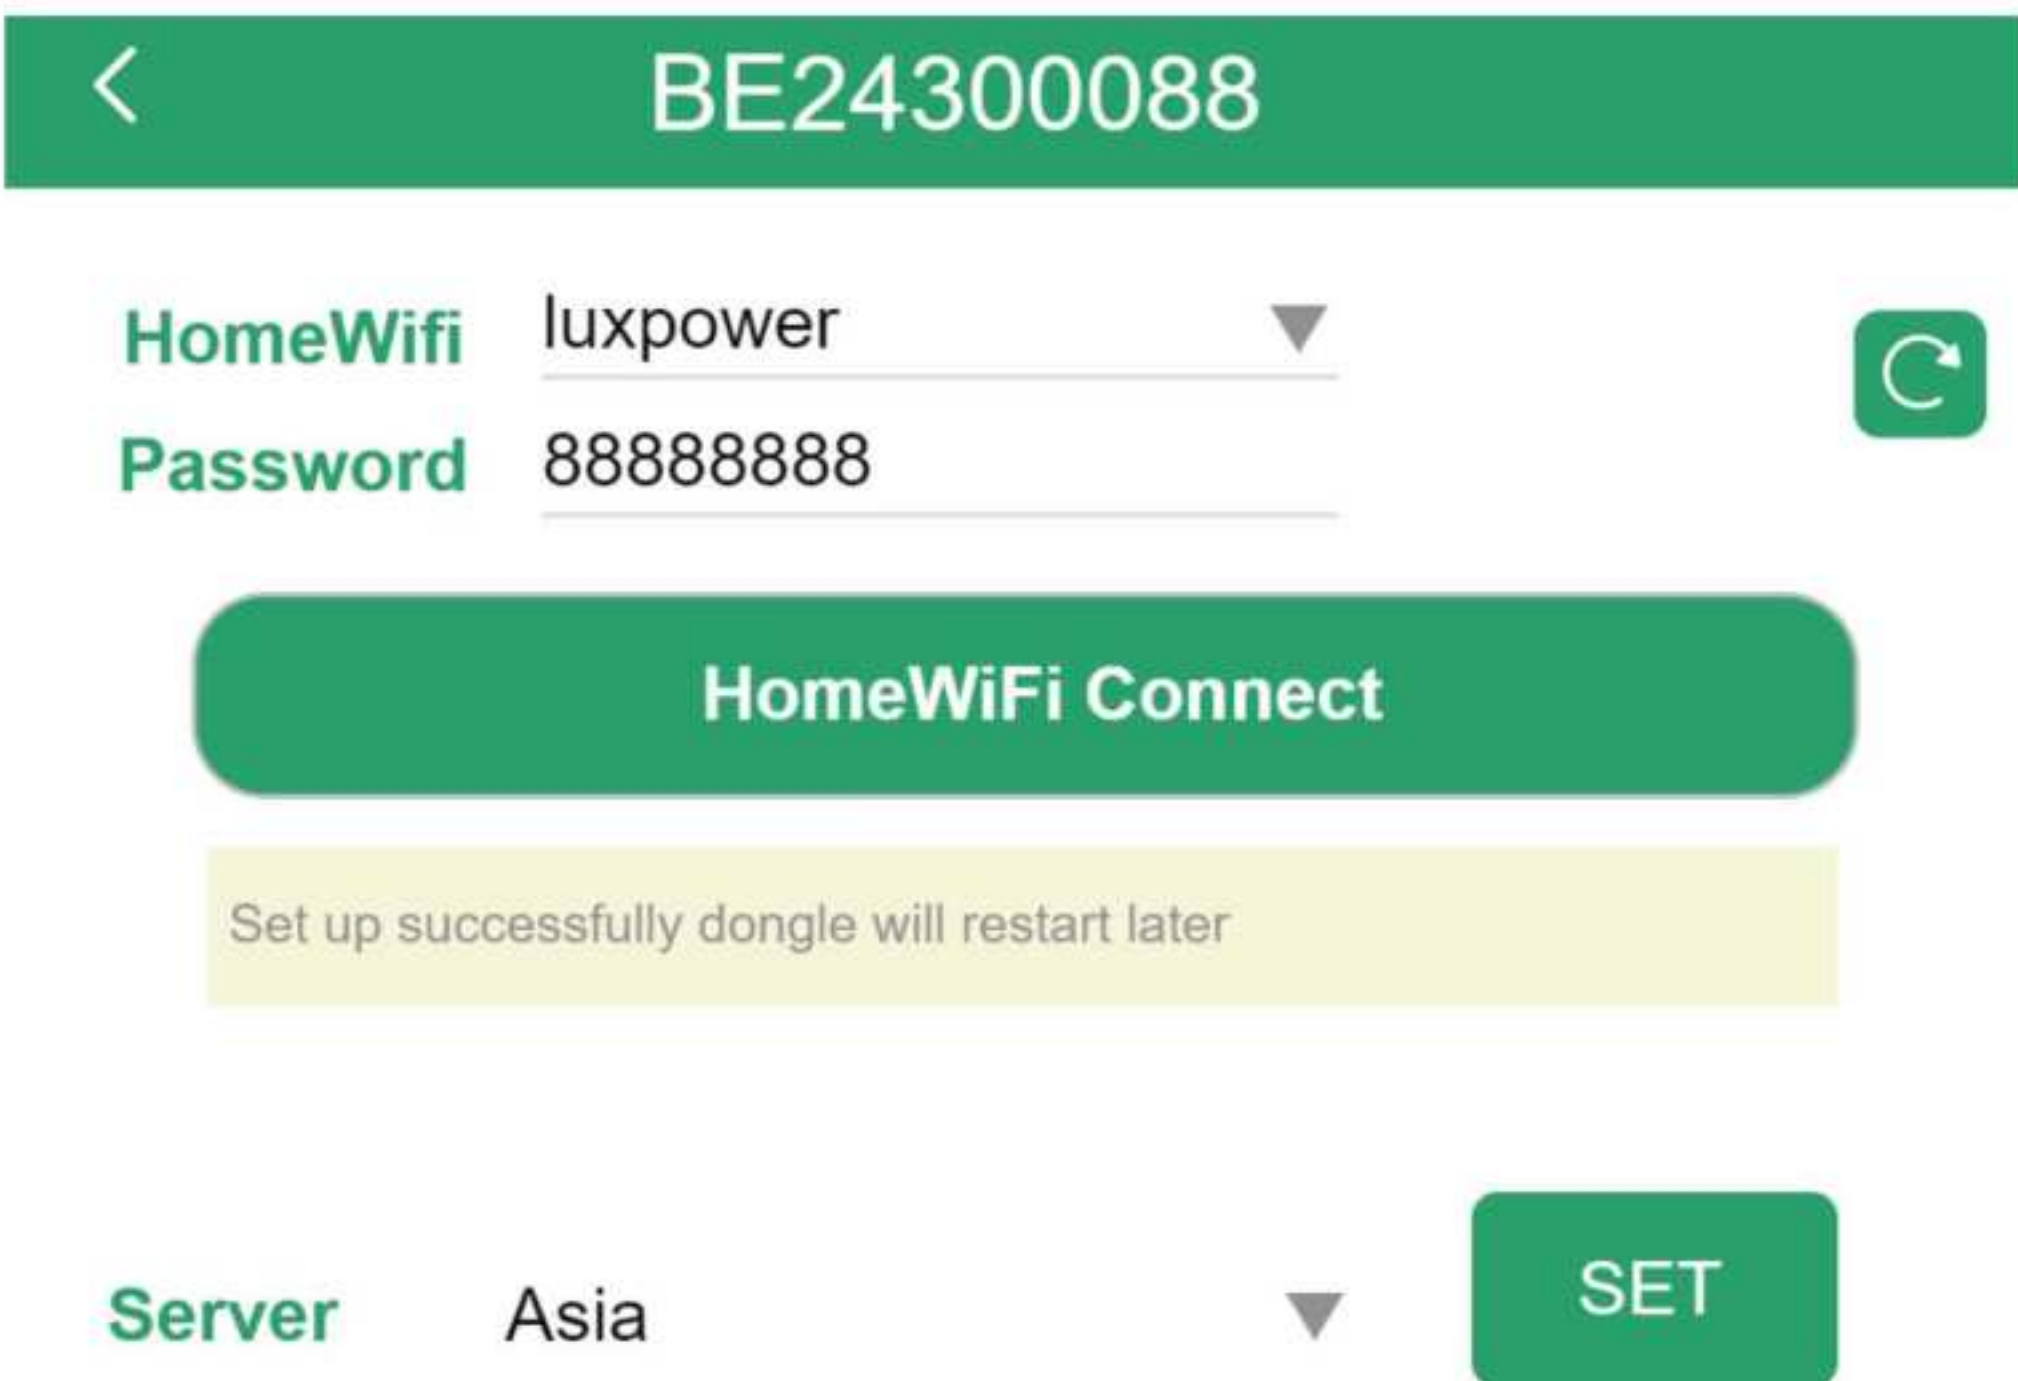 BE24300088
HomeWifi luxpower
Password 88888888
HomeWiFi Connect
Set up successfully dongle will restart later
Server Asia SET